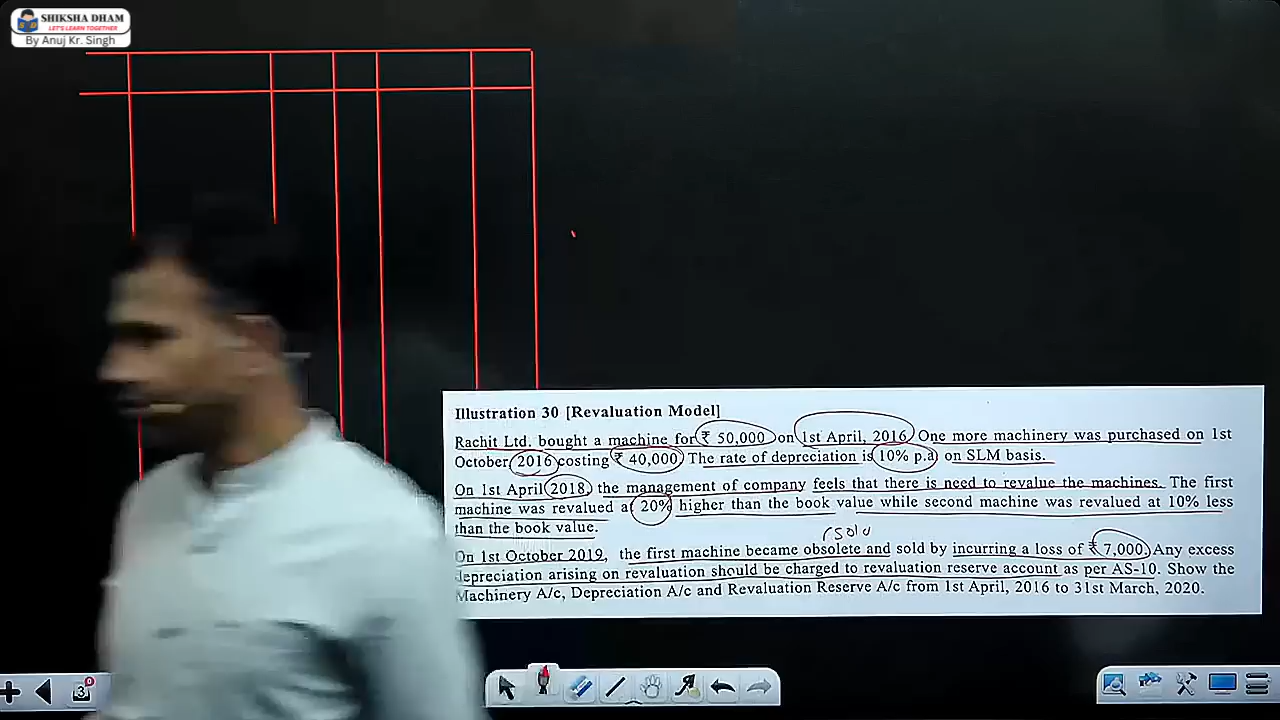 SHIKSHA DHAM
LET'S LEARN TOGETHER
By Anuj Kr. Singh
Illustration 30 [Revaluation Model]
Rachit Ltd. bought a machine for ₹ 50,000 on 1st April, 2016 One more machinery was purchased on 1st
October 2016 costing ₹ 40,000 The rate of depreciation is 10% p.a on SLM basis.
On 1st April 2018, the management of company feels that there is need to revalue the machines. The first
machine was revalued at 20% higher than the book value while second machine was revalued at 10% less
than the book value.
(sold
On 1st October 2019, the first machine became obsolete and sold by incurring a loss of ₹ 7,000. Any excess
depreciation arising on revaluation should be charged to revaluation reserve account as per AS-10. Show the
Machinery A/c, Depreciation A/c and Revaluation Reserve A/c from 1st April, 2016 to 31st March, 2020.
3
0